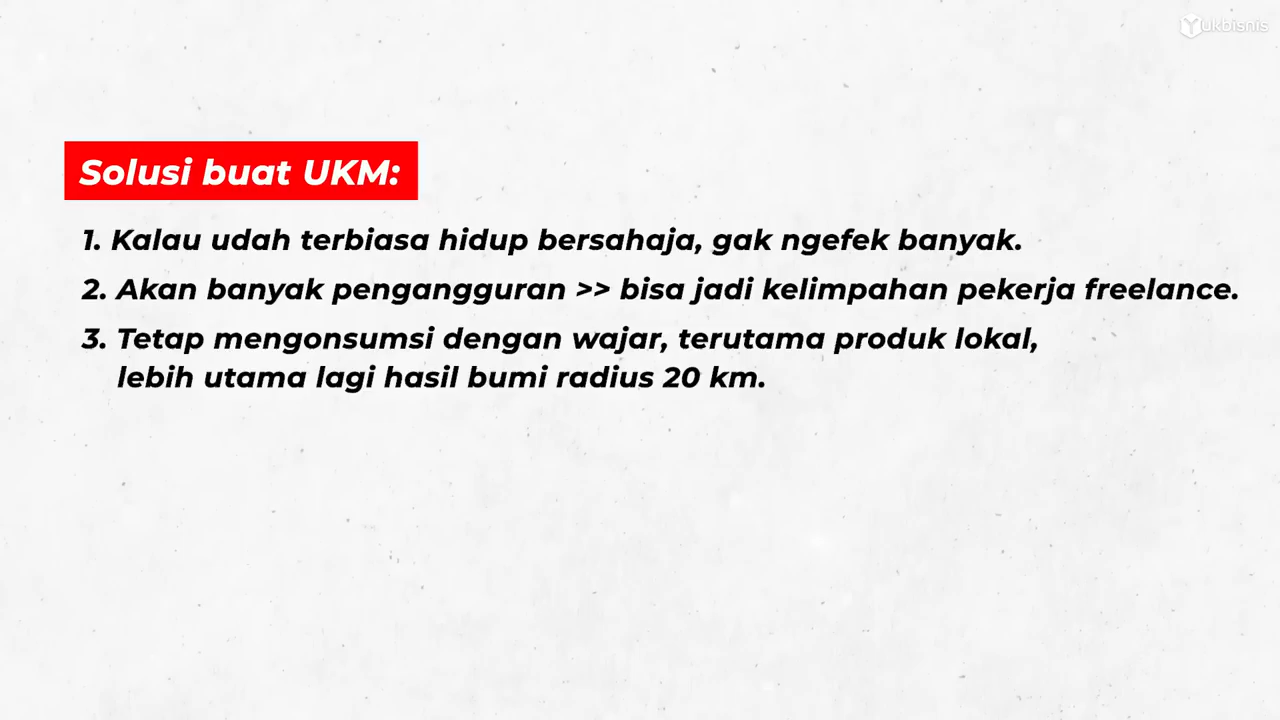 Yukbisnis
Solusi buat UKM:
1. Kalau udah terbiasa hidup bersahaja, gak ngefek banyak.
2. Akan banyak pengangguran >> bisa jadi kelimpahan pekerja freelance.
3. Tetap mengonsumsi dengan wajar, terutama produk lokal,
lebih utama lagi hasil bumi radius 20 km.